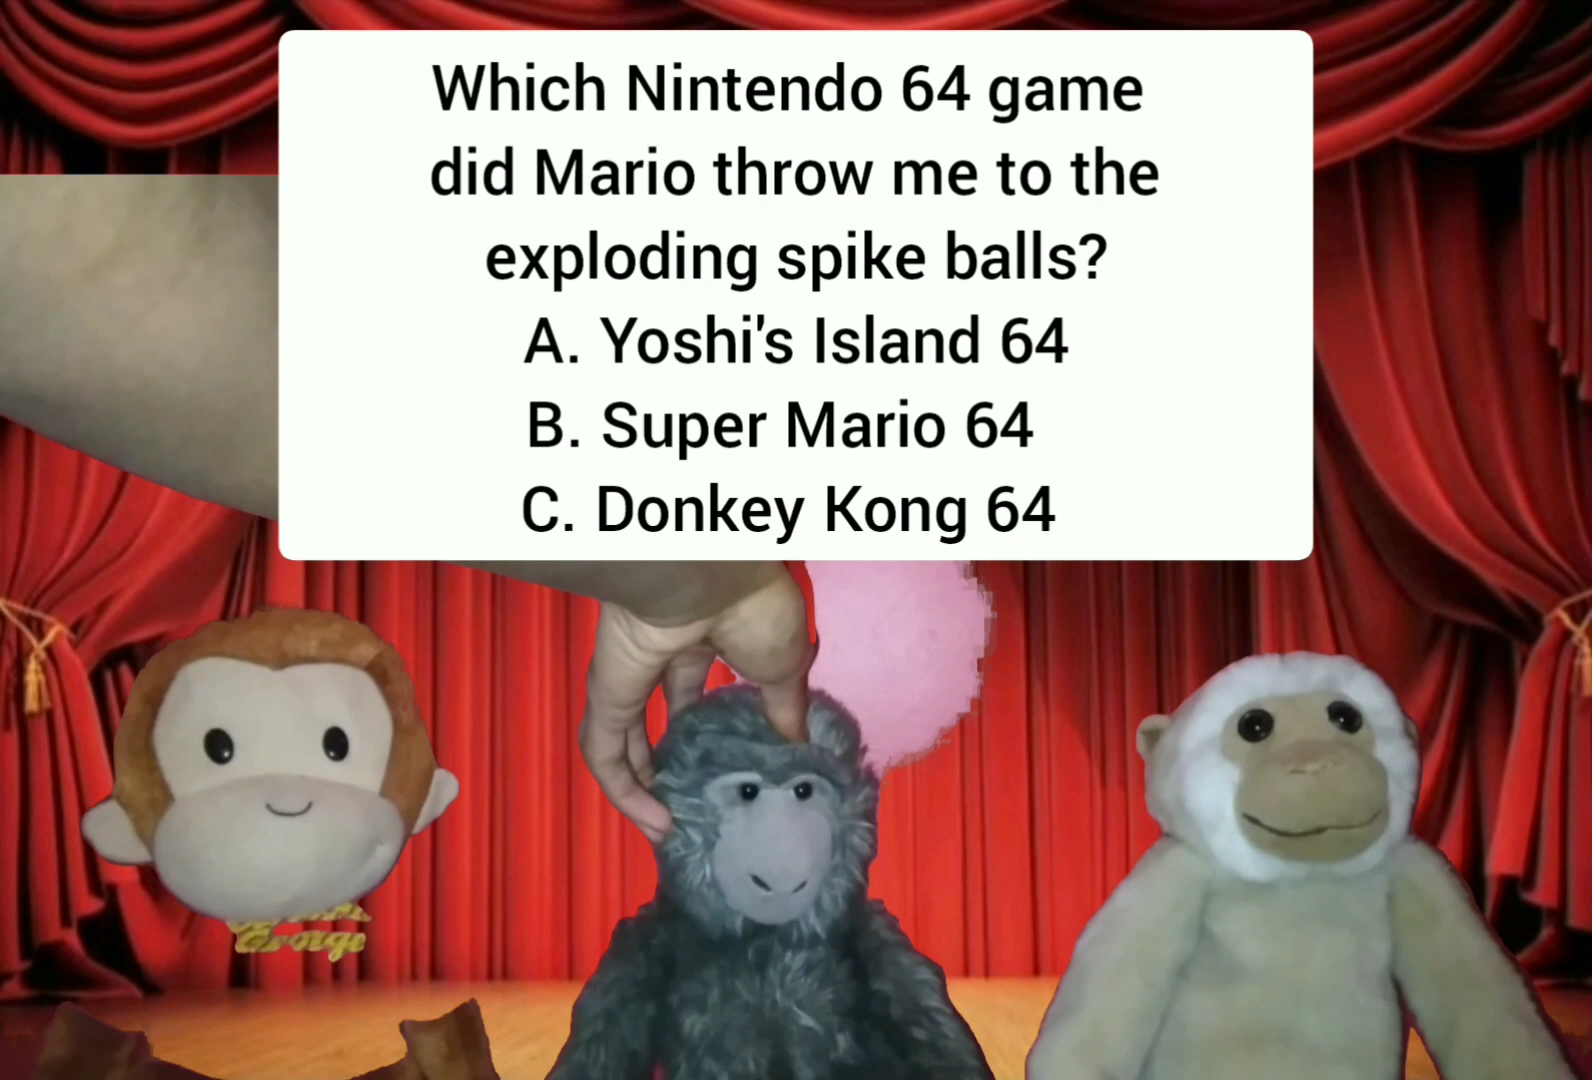 Which Nintendo 64 game
did Mario throw me to the
exploding spike balls?
A. Yoshi's Island 64
B. Super Mario 64
C. Donkey Kong 64
George